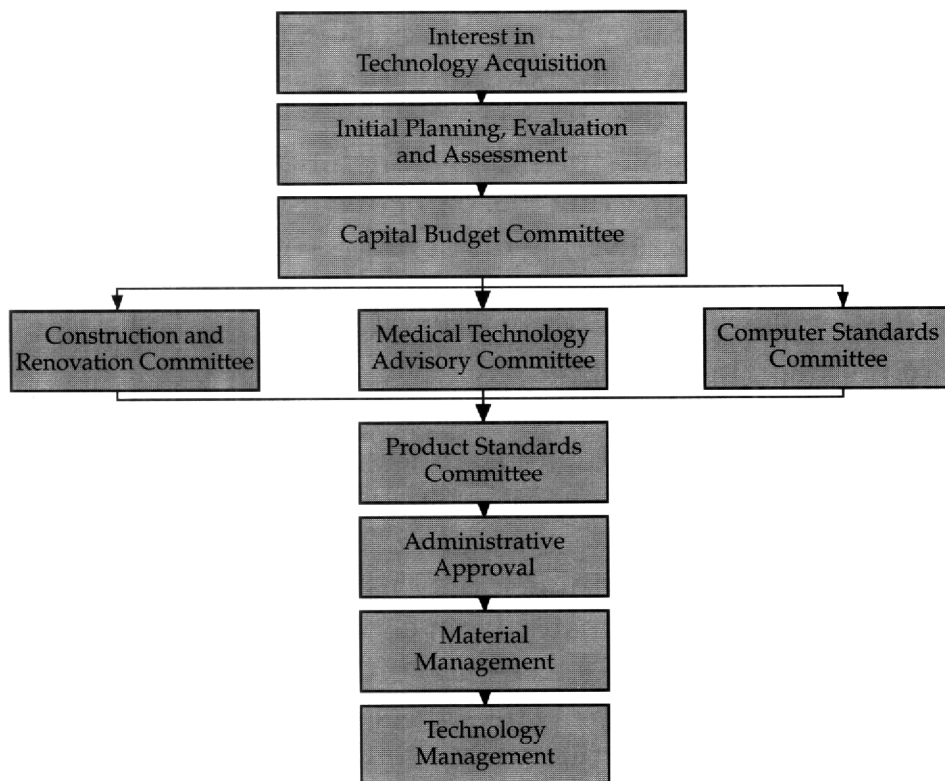 Interest in
Technology Acquisition
Initial Planning, Evaluation
and Assessment
Capital Budget Committee
Construction and
Renovation Committee
Medical Technology
Advisory Committee
Computer Standards
Committee
Product Standards
Committee
Administrative
Approval
Material
Management
Technology
Management